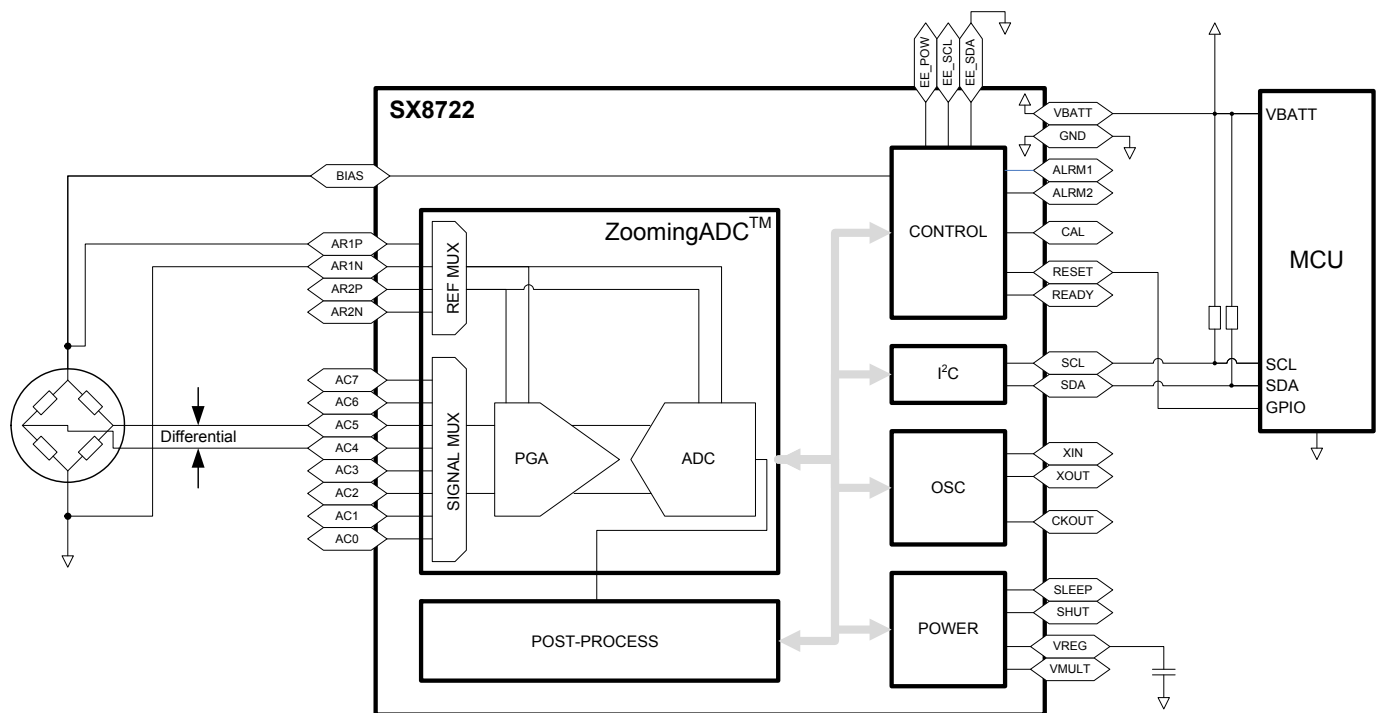 EE_POW
EE_SCL
EE_SDA
SX8722
VBATT
GND
VBATT
BIAS
ALRM1
ALRM2
ZoomingADC™
CONTROL
CAL
MCU
AR1P
AR1N
AR2P
AR2N
REF MUX
RESET
READY
I²C
SCL
SDA
SCL
SDA
GPIO
AC7
AC6
AC5
AC4
AC3
AC2
AC1
AC0
Differential
SIGNAL MUX
PGA
ADC
OSC
XIN
XOUT
CKOUT
POST-PROCESS
POWER
SLEEP
SHUT
VREG
VMULT